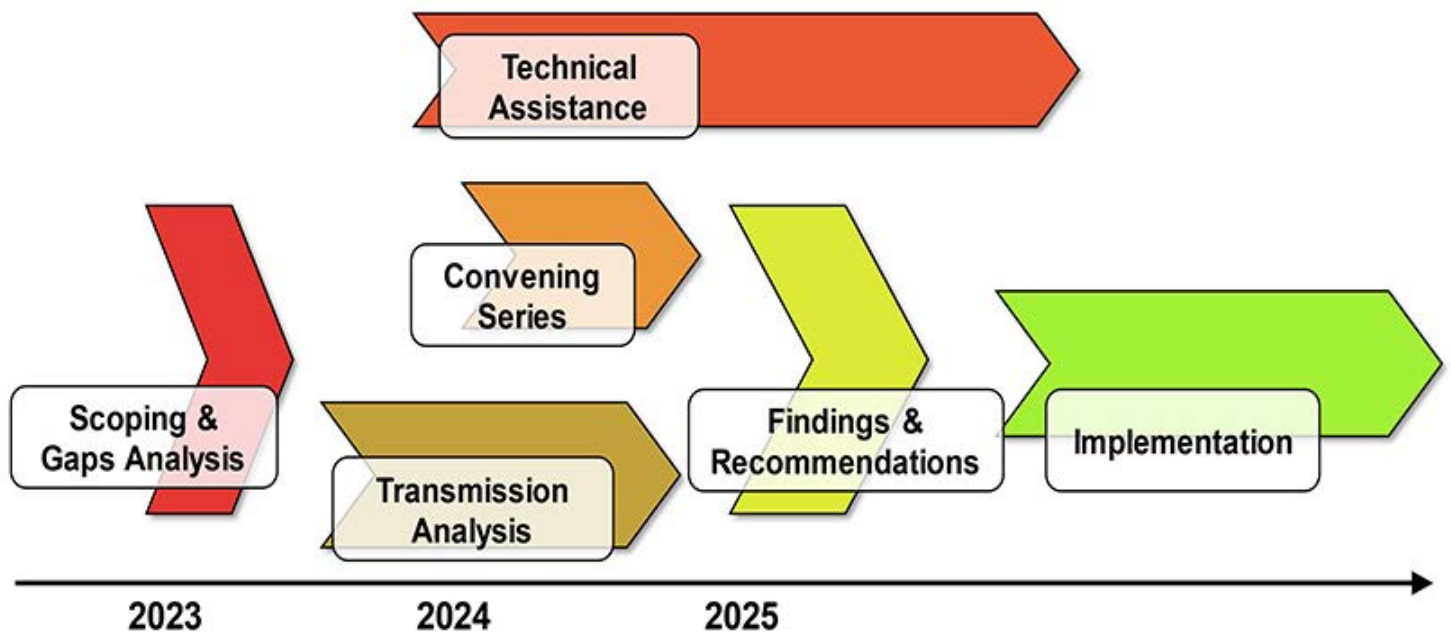 Technical
Assistance
Convening
Series
Scoping &
Gaps Analysis
Transmission
Analysis
Findings &
Recommendations
Implementation
2023
2024
2025